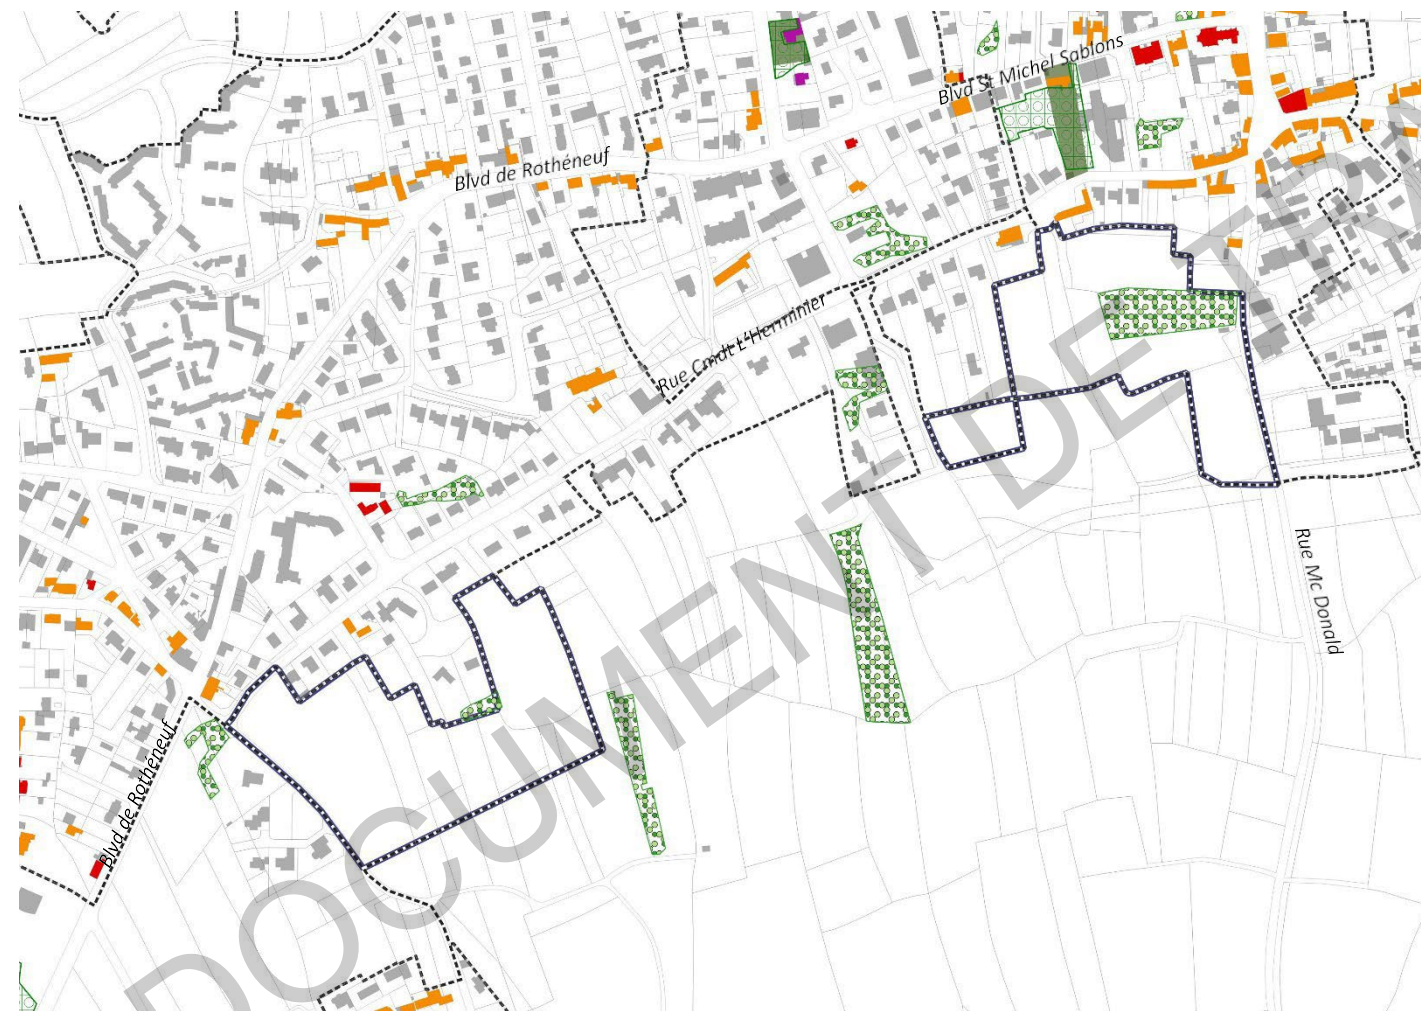 Blvd St Michel Sablons
Blvd de Rothéneuf
Rue Cmdt L'Herminier
Rue Mc Donald
Blvd de Rothéneuf
DOCUMENT DE TRA